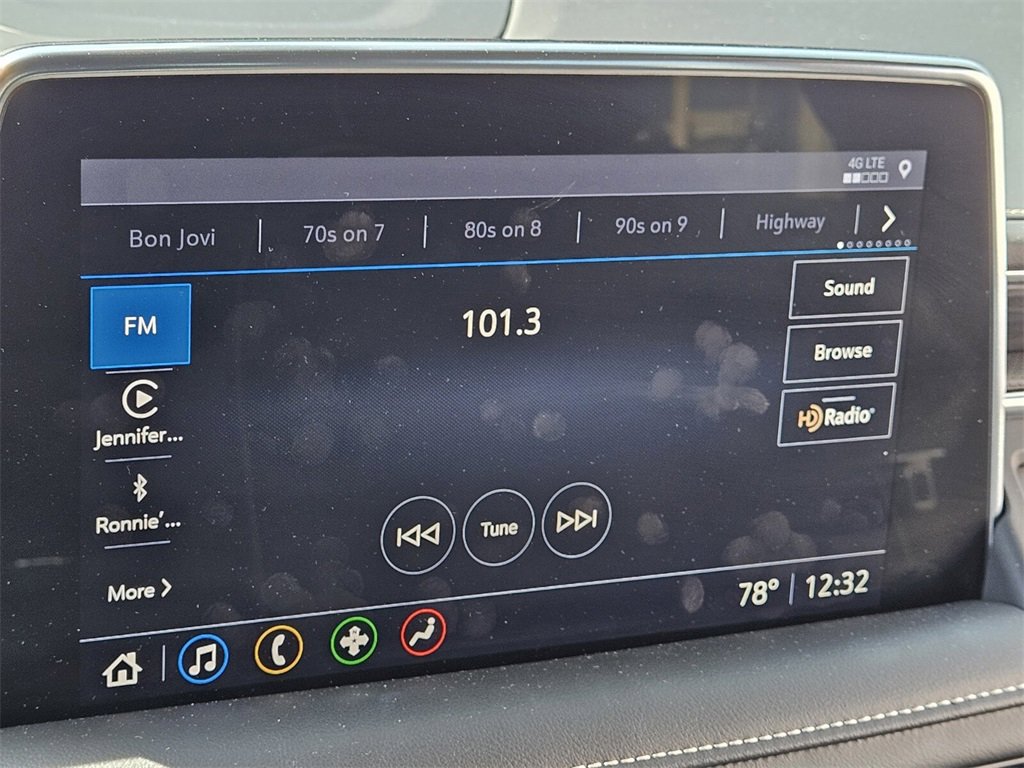 4G LTE
Bon Jovi
70s on 7
80s on 8
90s on 9
Highway
FM
101.3
Sound
Browse
HD Radio®
Jennifer...
Ronnie’...
More
Tune
78° 12:32